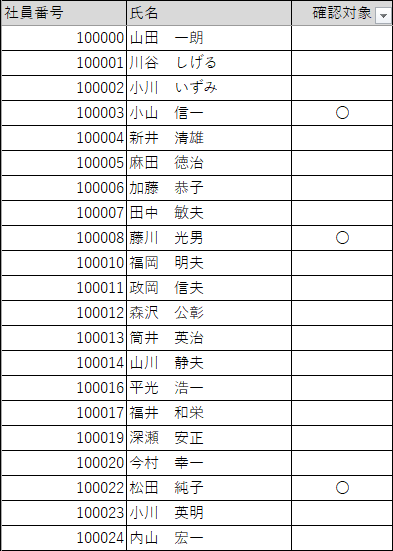 社員番号 氏名 確認対象
100000 山田　一朗
100001 川谷　しげる
100002 小川　いずみ
100003 小山　信一 〇
100004 新井　清雄
100005 麻田　徳治
100006 加藤　恭子
100007 田中　敏夫
100008 藤川　光男 〇
100010 福岡　明夫
100011 政岡　信夫
100012 森沢　公彰
100013 筒井　英治
100014 山川　静夫
100016 平光　浩一
100017 福井　和栄
100019 深瀬　安正
100020 今村　幸一
100022 松田　純子 〇
100023 小川　英明
100024 内山　宏一